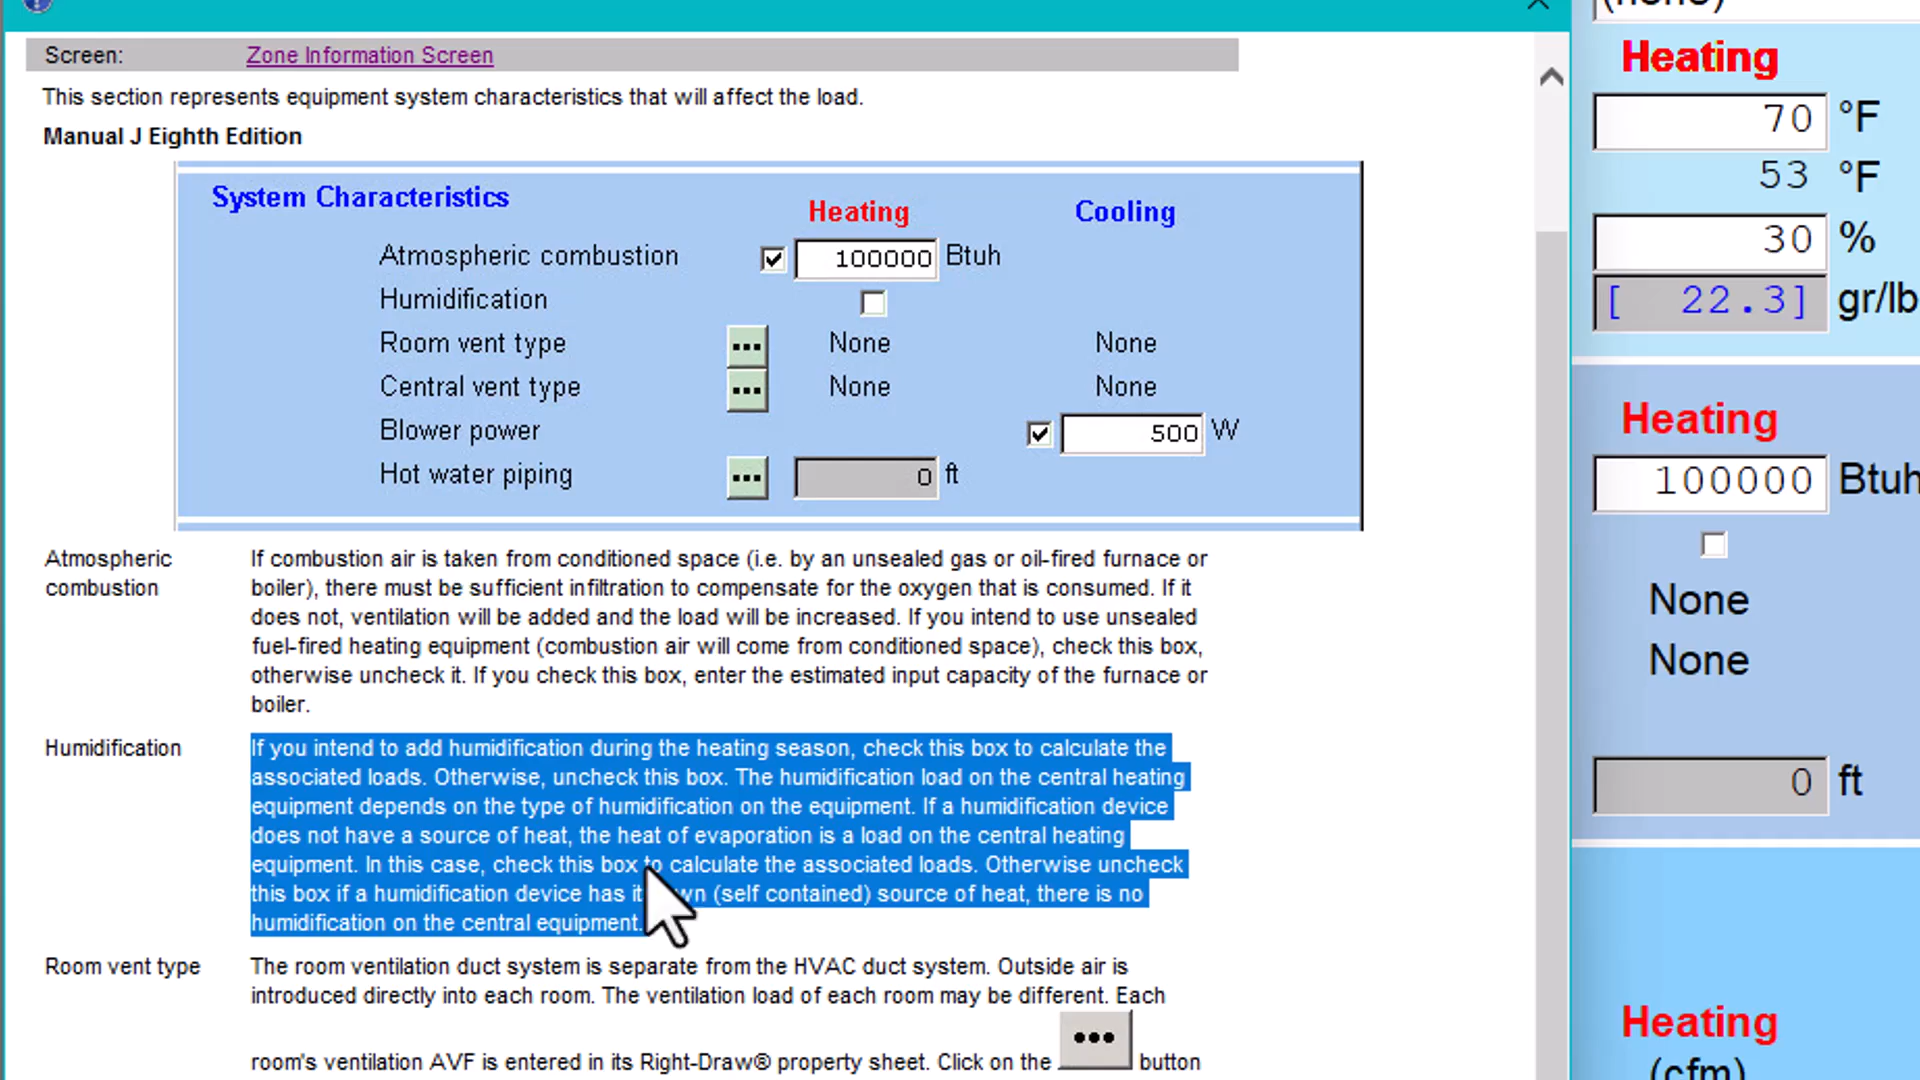 Screen: Zone Information Screen
This section represents equipment system characteristics that will affect the load.
Manual J Eighth Edition
System Characteristics
Heating Cooling
Atmospheric combustion 100000 Btuh
Humidification
Room vent type ... None None
Central vent type ... None None
Blower power 500 W
Hot water piping ... 0 ft
Atmospheric combustion
If combustion air is taken from conditioned space (i.e. by an unsealed gas or oil-fired furnace or
boiler), there must be sufficient infiltration to compensate for the oxygen that is consumed. If it
does not, ventilation will be added and the load will be increased. If you intend to use unsealed
fuel-fired heating equipment (combustion air will come from conditioned space), check this box,
otherwise uncheck it. If you check this box, enter the estimated input capacity of the furnace or
boiler.
Humidification
If you intend to add humidification during the heating season, check this box to calculate the
associated loads. Otherwise, uncheck this box. The humidification load on the central heating
equipment depends on the type of humidification on the equipment. If a humidification device
does not have a source of heat, the heat of evaporation is a load on the central heating
equipment. In this case, check this box to calculate the associated loads. Otherwise uncheck
this box if a humidification device has (self contained) source of heat, there is no
humidification on the central equipment.
Room vent type
The room ventilation duct system is separate from the HVAC duct system. Outside air is
introduced directly into each room. The ventilation load of each room may be different. Each
room's ventilation AVF is entered in its Right-Draw® property sheet. Click on the ... button
(none)
Heating
70 °F
53 °F
30 %
[ 22.3] gr/lb
Heating
100000 Btuh
None
None
0 ft
Heating
(cfm)